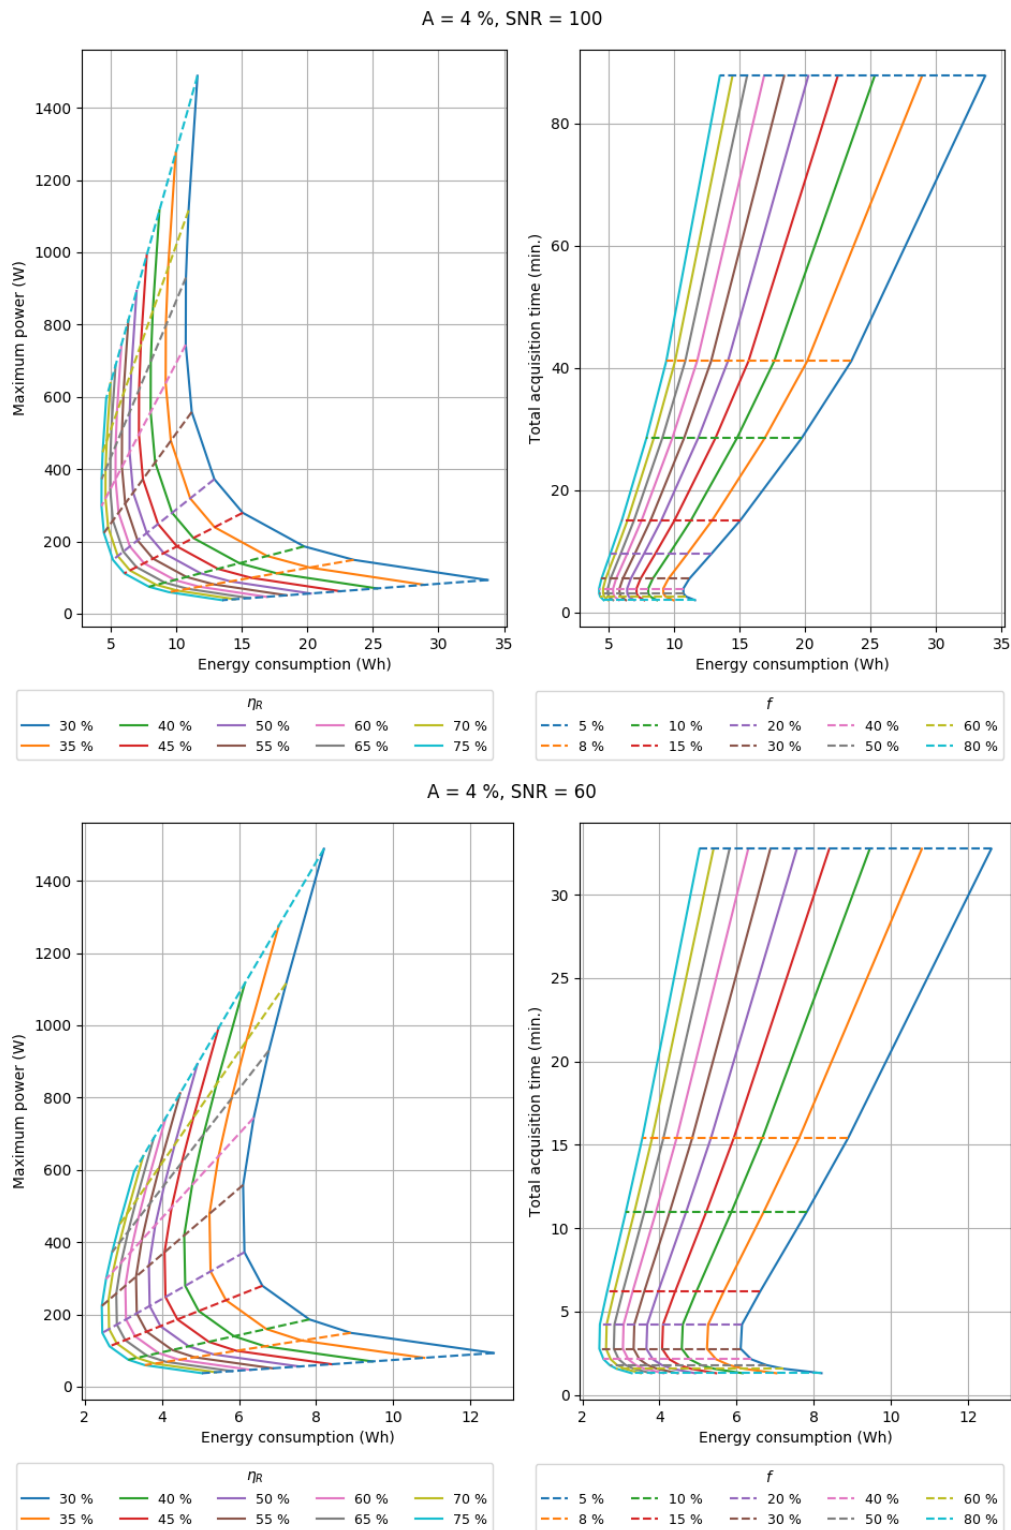 A = 4 %, SNR = 100
Maximum power (W)
1400
1200
1000
800
600
400
200
0
5 10 15 20 25 30 35
Energy consumption (Wh)
Total acquisition time (min.)
80
60
40
20
0
5 10 15 20 25 30 35
Energy consumption (Wh)
η_R
30 % 40 % 50 % 60 % 70 %
35 % 45 % 55 % 65 % 75 %
f
5 % 10 % 20 % 40 % 60 %
8 % 15 % 30 % 50 % 80 %
A = 4 %, SNR = 60
Maximum power (W)
1400
1200
1000
800
600
400
200
0
2 4 6 8 10 12
Energy consumption (Wh)
Total acquisition time (min.)
30
25
20
15
10
5
0
2 4 6 8 10 12
Energy consumption (Wh)
η_R
30 % 40 % 50 % 60 % 70 %
35 % 45 % 55 % 65 % 75 %
f
5 % 10 % 20 % 40 % 60 %
8 % 15 % 30 % 50 % 80 %